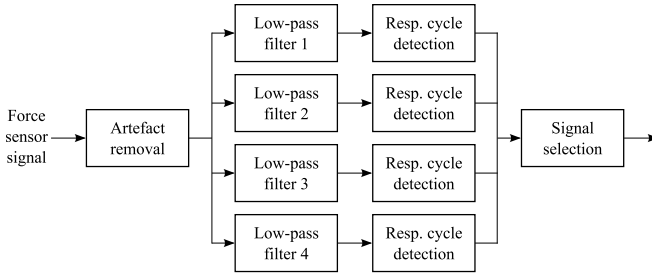 Force
sensor
signal
Artefact
removal
Low-pass
filter 1
Resp. cycle
detection
Low-pass
filter 2
Resp. cycle
detection
Low-pass
filter 3
Resp. cycle
detection
Low-pass
filter 4
Resp. cycle
detection
Signal
selection